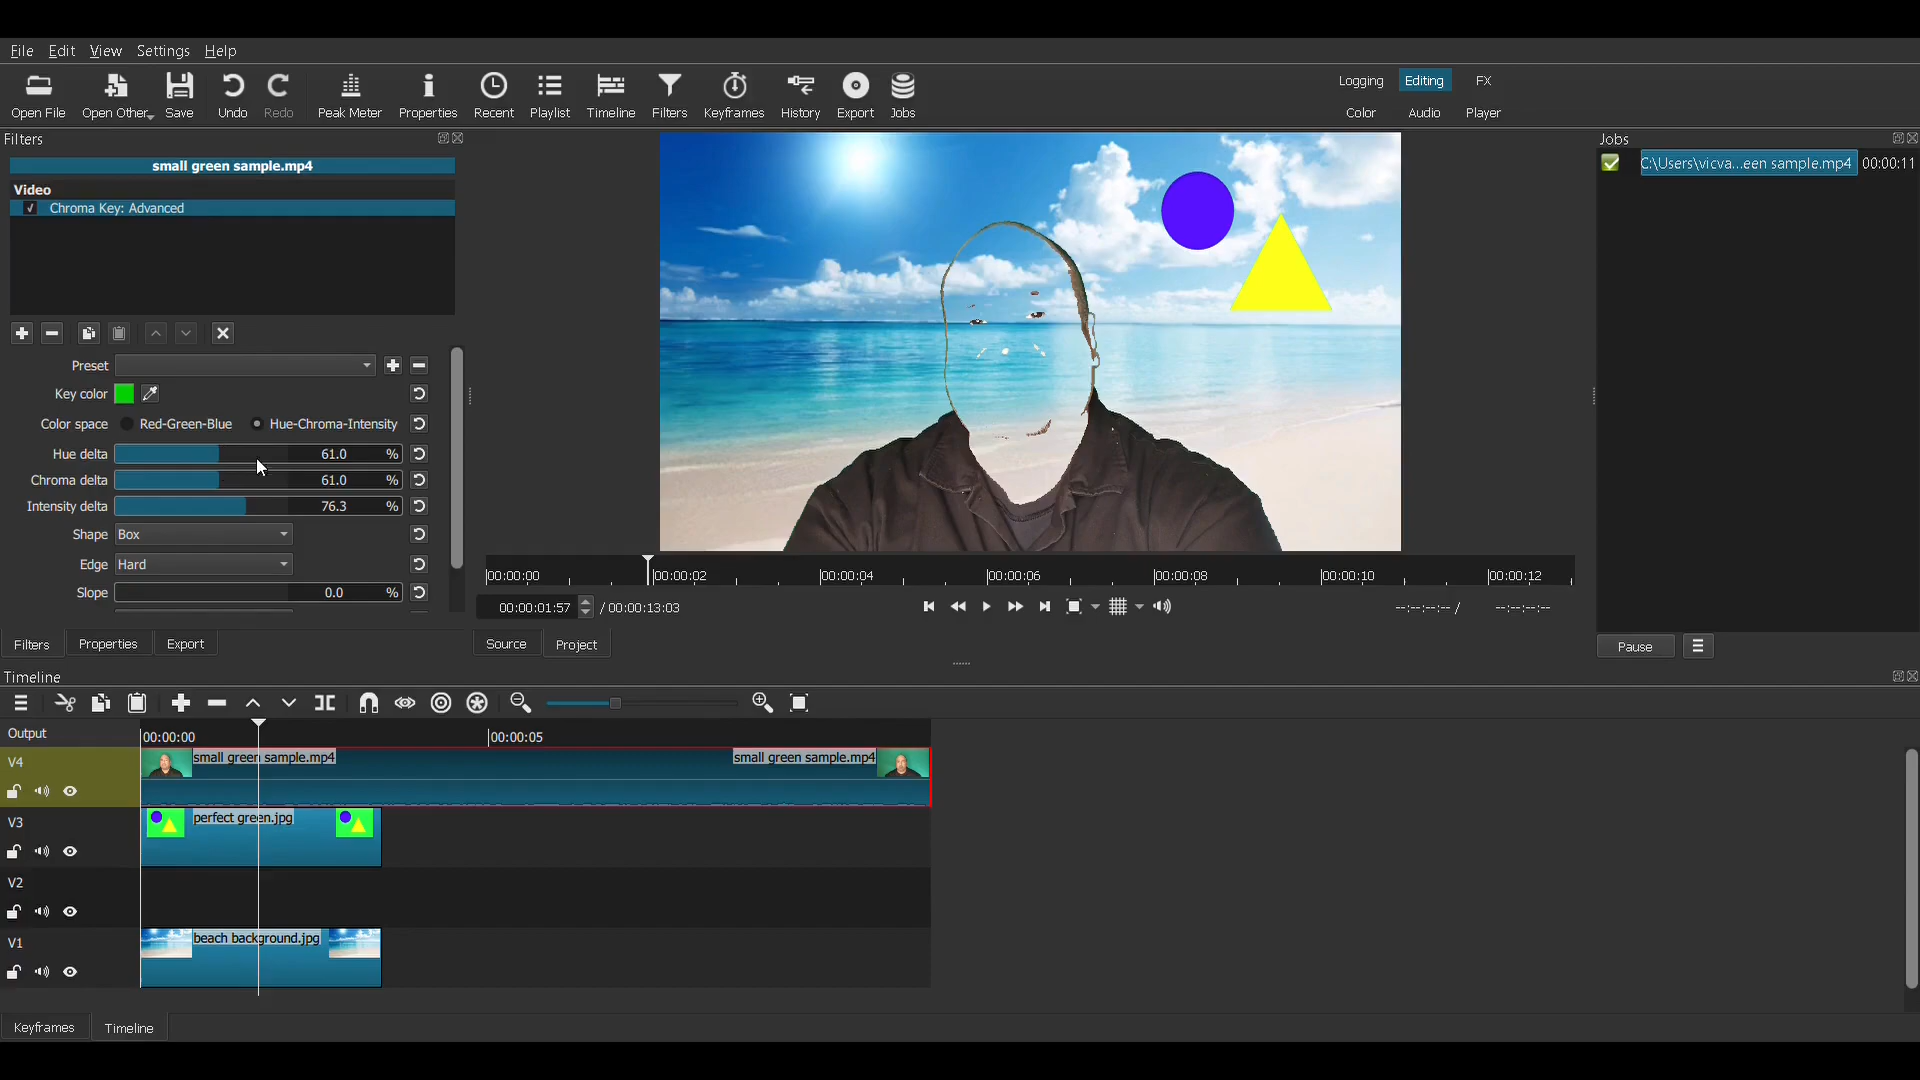 File Edit View Settings Help
Open File Open Other Save Undo Redo Peak Meter Properties Recent Playlist Timeline Filters Keyframes History Export Jobs
Logging Editing FX
Color Audio Player
Filters
small green sample.mp4
Video
Chroma Key: Advanced
Preset
Key color
Color space Red-Green-Blue Hue-Chroma-Intensity
Hue delta 61.0 %
Chroma delta 61.0 %
Intensity delta 76.3 %
Shape Box
Edge Hard
Slope 0.0 %
Filters Properties Export
00:00:00 00:00:02 00:00:04 00:00:06 00:00:08 00:00:10 00:00:12
00:00:01:57 / 00:00:13:03 --:--:--:-- / --:--:--:--
Source Project
Jobs
C:\Users\vicva...een sample.mp4 00:00:11
Pause
Timeline
Output 00:00:00 00:00:05
V4 small green sample.mp4 small green sample.mp4
V3 perfect green.jpg
V2
V1 beach background.jpg
Keyframes Timeline